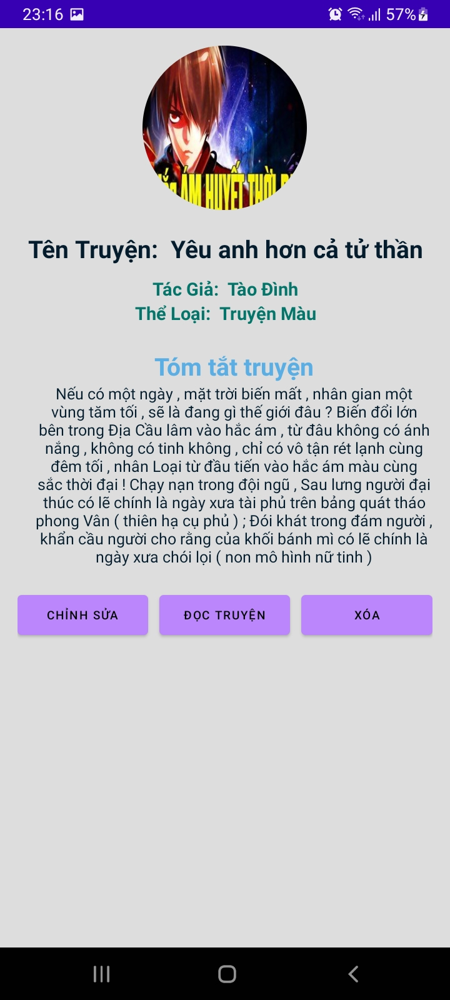 23:16
57%
ÁM HUYẾT THỜI
Tên Truyện: Yêu anh hơn cả tử thần
Tác Giả: Tào Đình
Thể Loại: Truyện Màu
Tóm tắt truyện
Nếu có một ngày , mặt trời biến mất , nhân gian một
vùng tăm tối , sẽ là đang gì thế giới đâu ? Biến đổi lớn
bên trong Địa Cầu lâm vào hắc ám , từ đâu không có ánh
nắng , không có tinh không , chỉ có vô tận rét lạnh cùng
đêm tối , nhân Loại từ đầu tiến vào hắc ám màu cùng
sắc thời đại ! Chạy nạn trong đội ngũ , Sau lưng người đại
thúc có lẽ chính là ngày xưa tài phủ trên bảng quát tháo
phong Vân ( thiên hạ cụ phủ ) ; Đói khát trong đám người ,
khẩn cầu người cho rằng của khối bánh mì có lẽ chính là
ngày xưa chói lọi ( non mô hình nữ tinh )
CHỈNH SỬA
ĐỌC TRUYỆN
XÓA